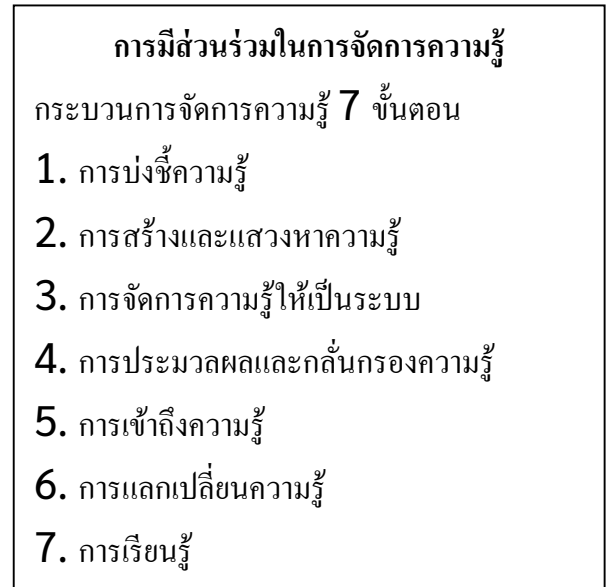 การมีส่วนร่วมในการจัดการความรู้
กระบวนการจัดการความรู้ 7 ขั้นตอน
1. การบ่งชี้ความรู้
2. การสร้างและแสวงหาความรู้
3. การจัดการความรู้ให้เป็นระบบ
4. การประมวลผลและกลั่นกรองความรู้
5. การเข้าถึงความรู้
6. การแลกเปลี่ยนความรู้
7. การเรียนรู้